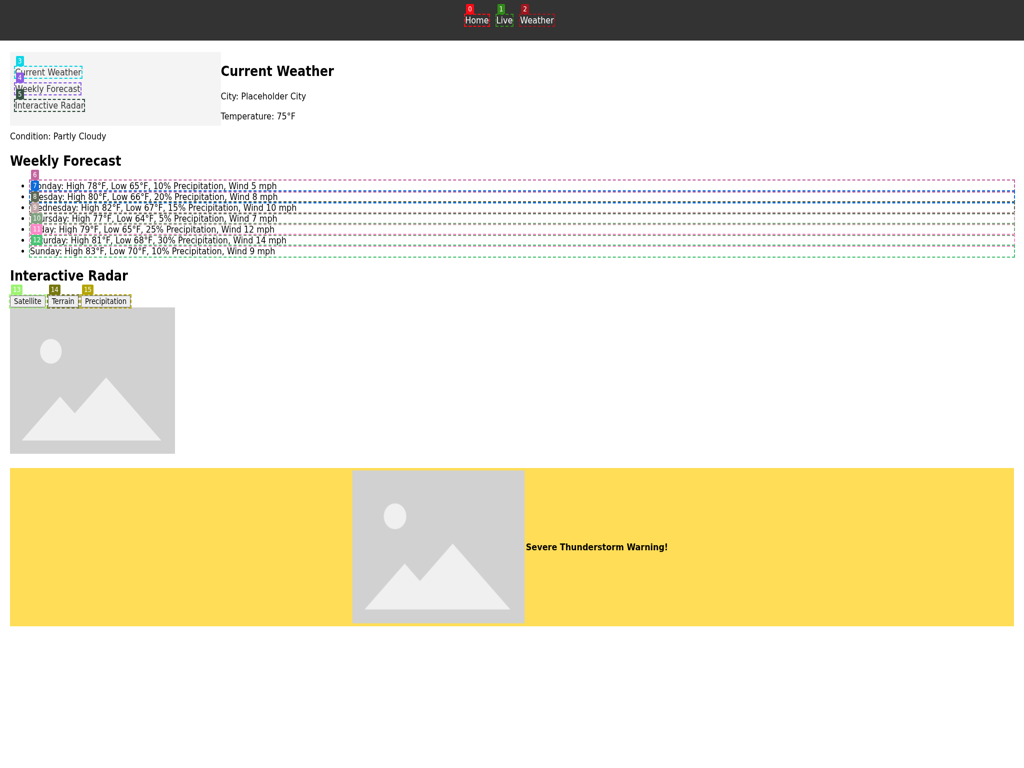 0 1 2
Home Live Weather
3
Current Weather
4
Weekly Forecast
5
Interactive Radar
Current Weather
City: Placeholder City
Temperature: 75°F
Condition: Partly Cloudy
Weekly Forecast
6
7 onday: High 78°F, Low 65°F, 10% Precipitation, Wind 5 mph
8 esday: High 80°F, Low 66°F, 20% Precipitation, Wind 8 mph
9 ednesday: High 82°F, Low 67°F, 15% Precipitation, Wind 10 mph
10 ursday: High 77°F, Low 64°F, 5% Precipitation, Wind 7 mph
11 day: High 79°F, Low 65°F, 25% Precipitation, Wind 12 mph
12 turday: High 81°F, Low 68°F, 30% Precipitation, Wind 14 mph
Sunday: High 83°F, Low 70°F, 10% Precipitation, Wind 9 mph
Interactive Radar
13 14 15
Satellite Terrain Precipitation
Severe Thunderstorm Warning!